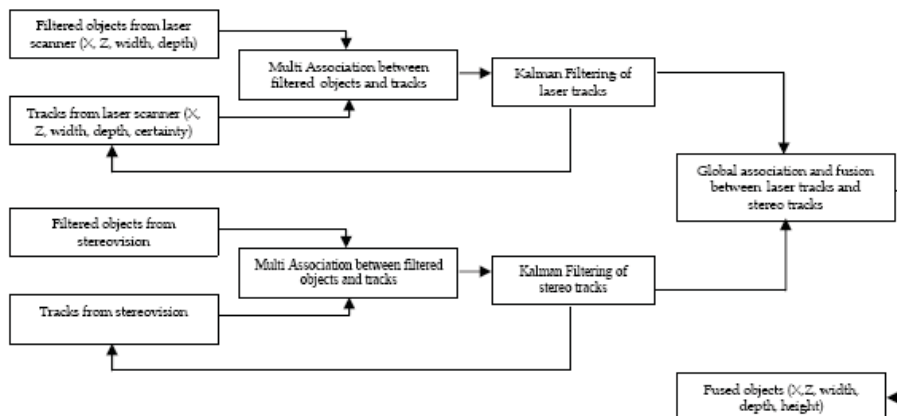 Filtered objects from laser
scanner (X, Z, width, depth)
Multi Association between
filtered objects and tracks
Kalman Filtering of
laser tracks
Tracks from laser scanner (X,
Z, width, depth, certainty)
Global association and fusion
between laser tracks and
stereo tracks
Filtered objects from
stereovision
Multi Association between filtered
objects and tracks
Kalman Filtering of
stereo tracks
Tracks from stereovision
Fused objects (X,Z, width,
depth, height)